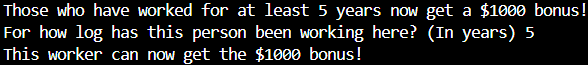 Those who have worked for at least 5 years now get a $1000 bonus!
For how log has this person been working here? (In years) 5
This worker can now get the $1000 bonus!